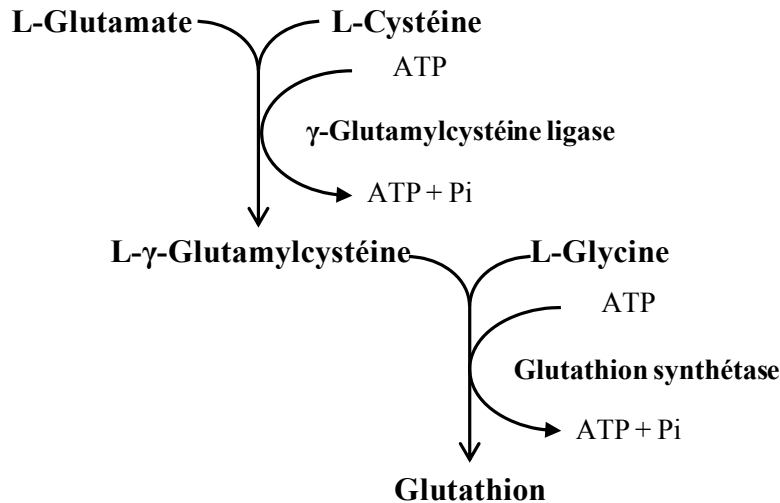 L-Glutamate L-Cystéine
ATP
γ-Glutamylcystéine ligase
ATP + Pi
L-γ-Glutamylcystéine L-Glycine
ATP
Glutathion synthétase
ATP + Pi
Glutathion